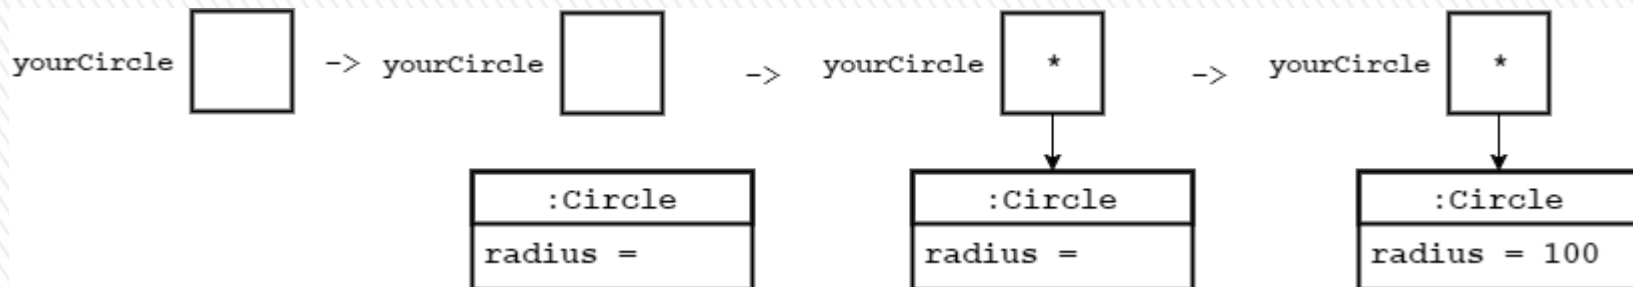 yourCircle -> yourCircle -> yourCircle * -> yourCircle *
:Circle :Circle :Circle
radius = radius = radius = 100